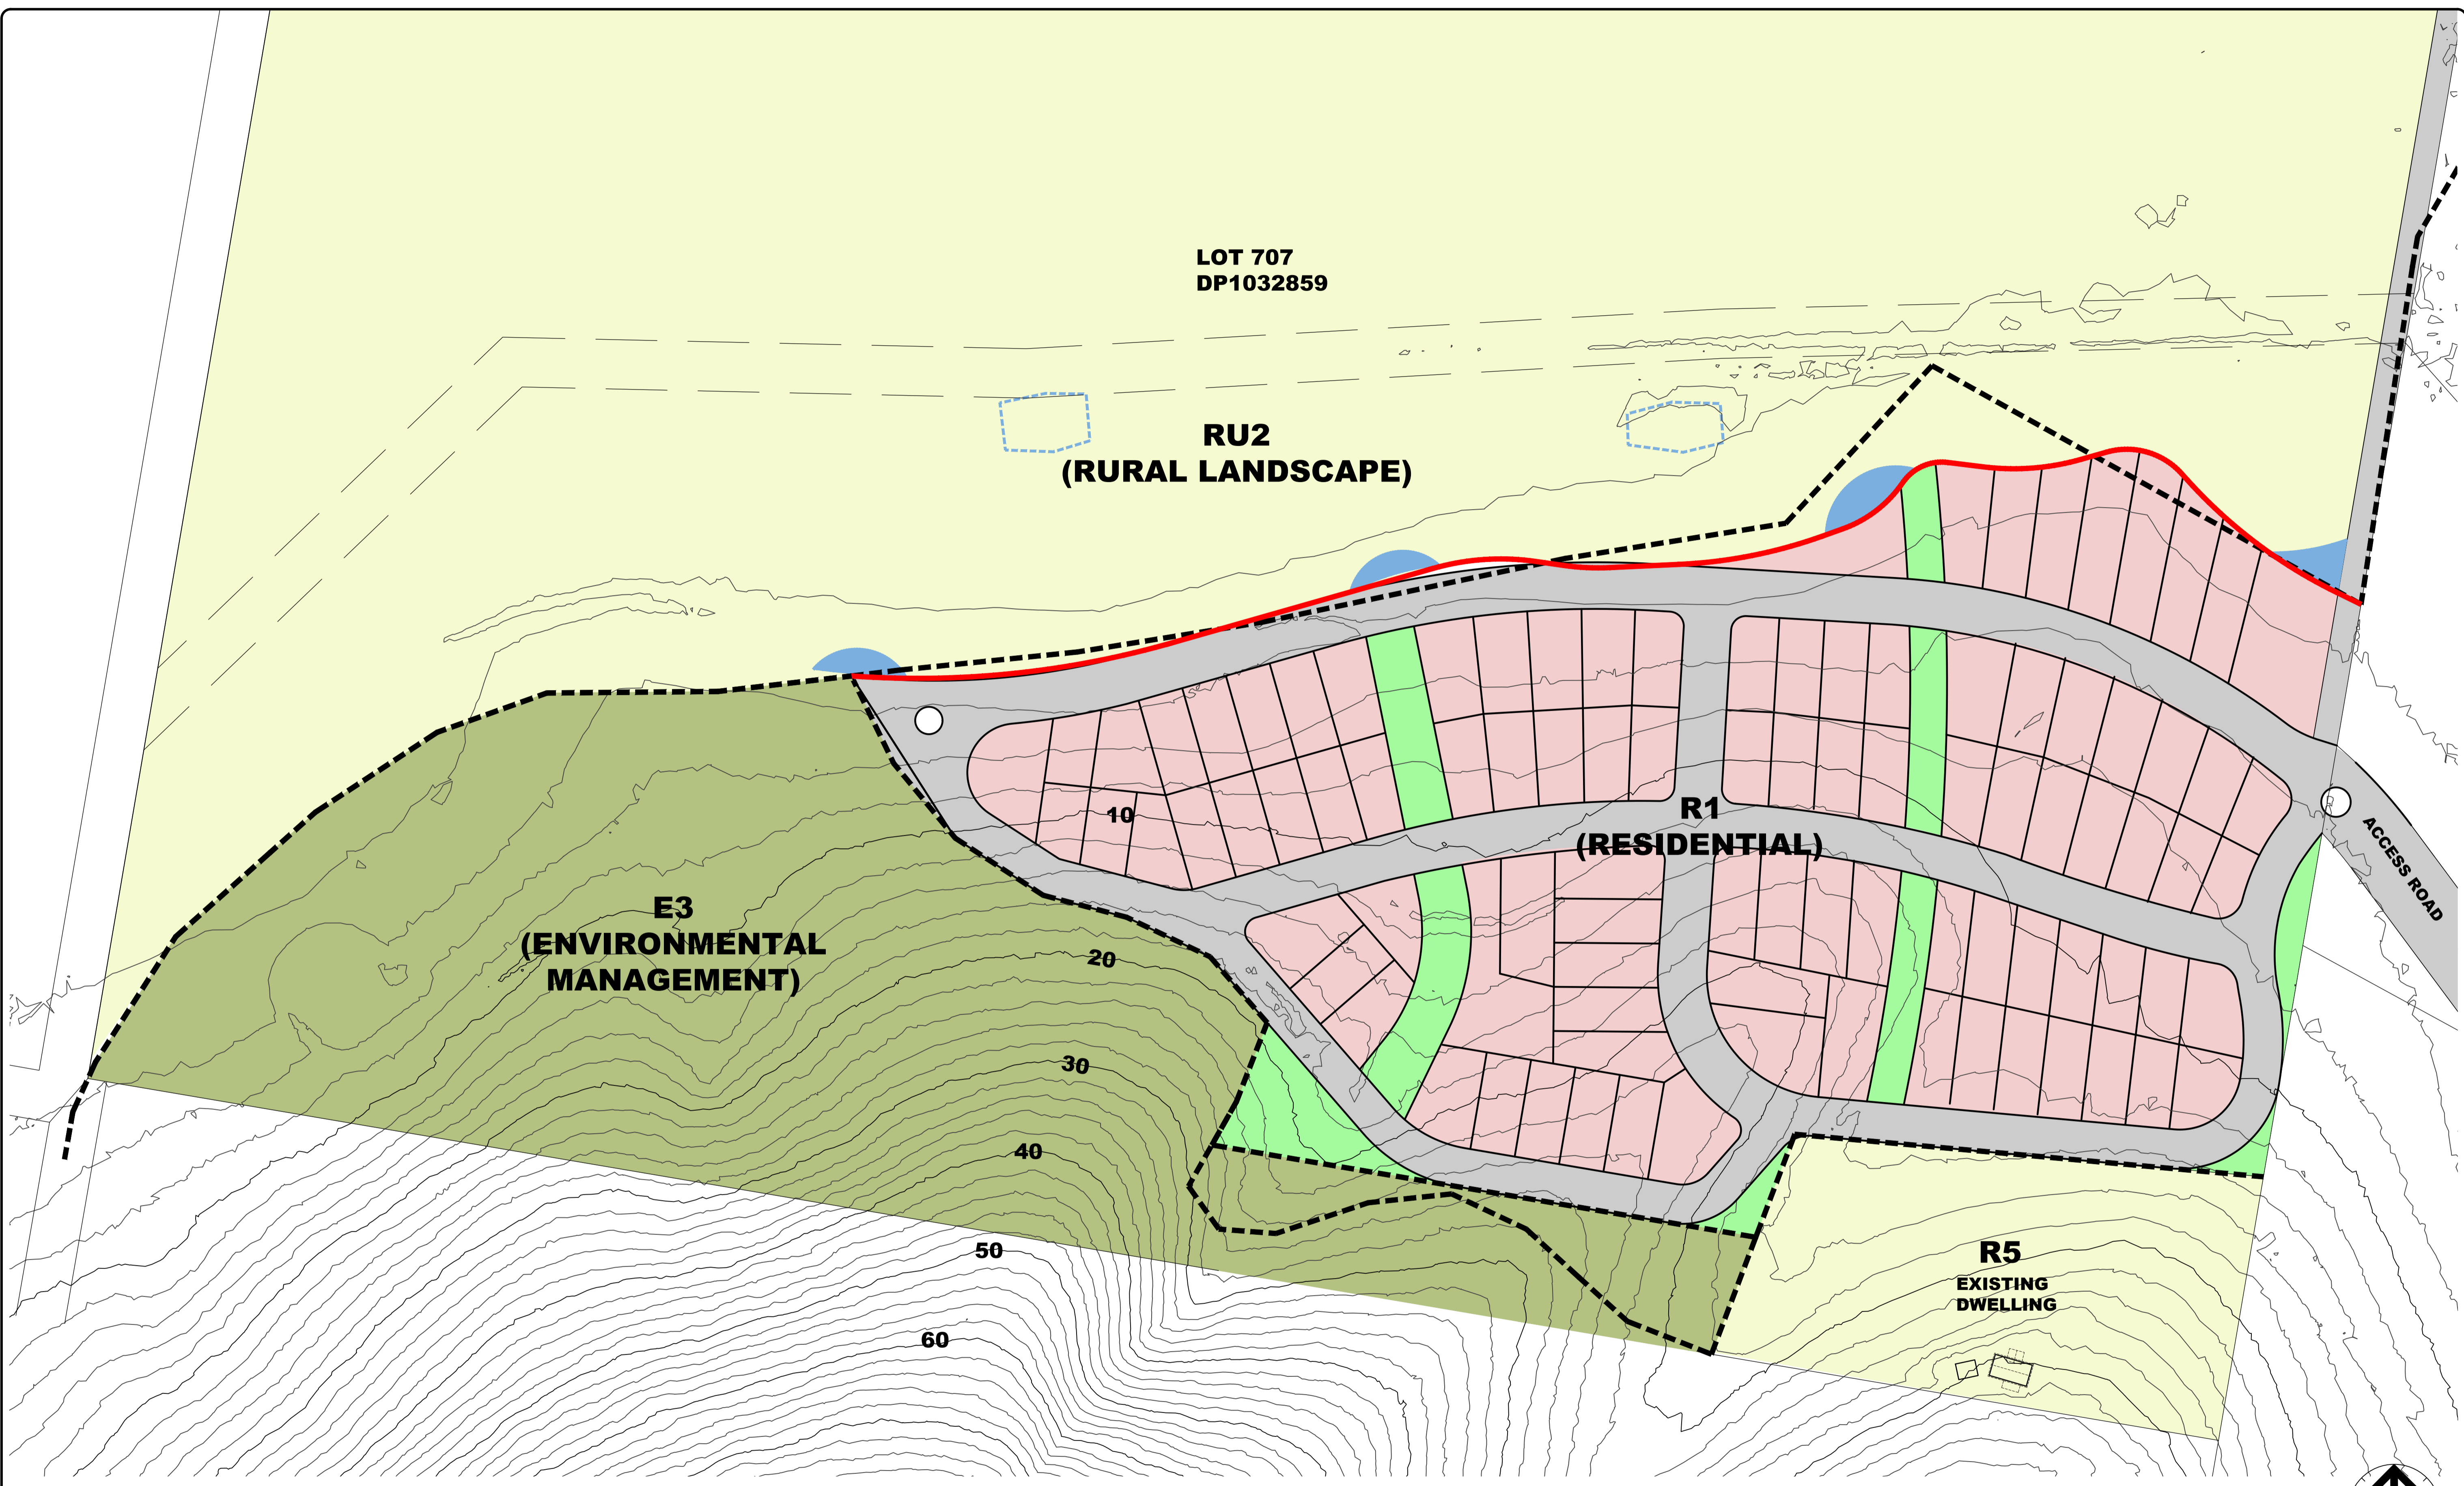 LOT 707
DP1032859
RU2
(RURAL LANDSCAPE)
R1
(RESIDENTIAL)
10
ACCESS ROAD
E3
(ENVIRONMENTAL
MANAGEMENT)
20
30
40
50
60
R5
EXISTING
DWELLING